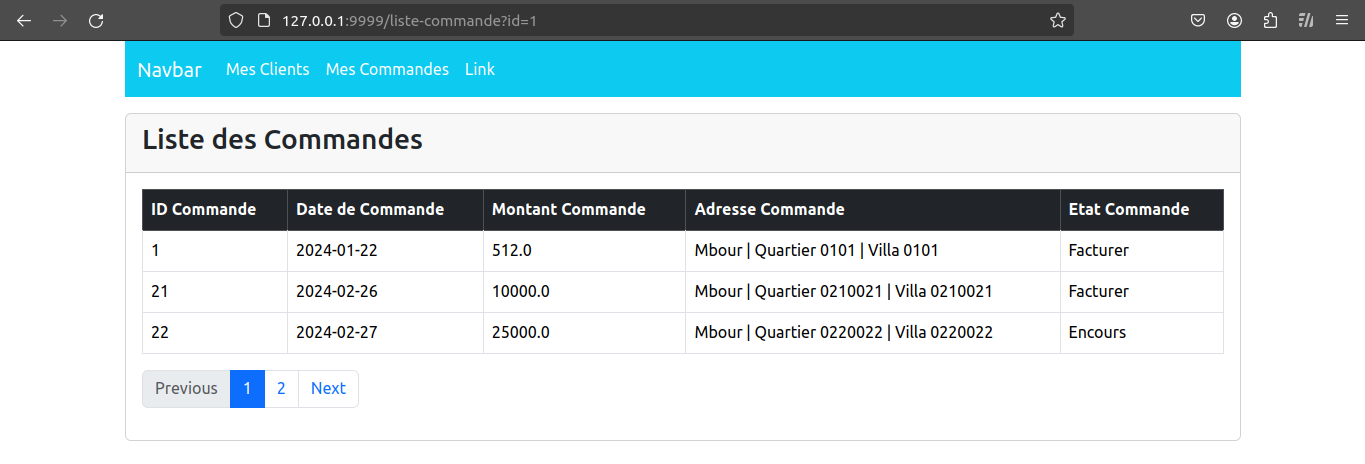 127.0.0.1:9999/liste-commande?id=1
Navbar Mes Clients Mes Commandes Link
Liste des Commandes
ID Commande Date de Commande Montant Commande Adresse Commande Etat Commande
1 2024-01-22 512.0 Mbour | Quartier 0101 | Villa 0101 Facturer
21 2024-02-26 10000.0 Mbour | Quartier 0210021 | Villa 0210021 Facturer
22 2024-02-27 25000.0 Mbour | Quartier 0220022 | Villa 0220022 Encours
Previous 1 2 Next